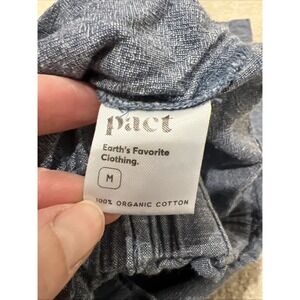 pact
Earth's Favorite
Clothing.
M
100% ORGANIC COTTON